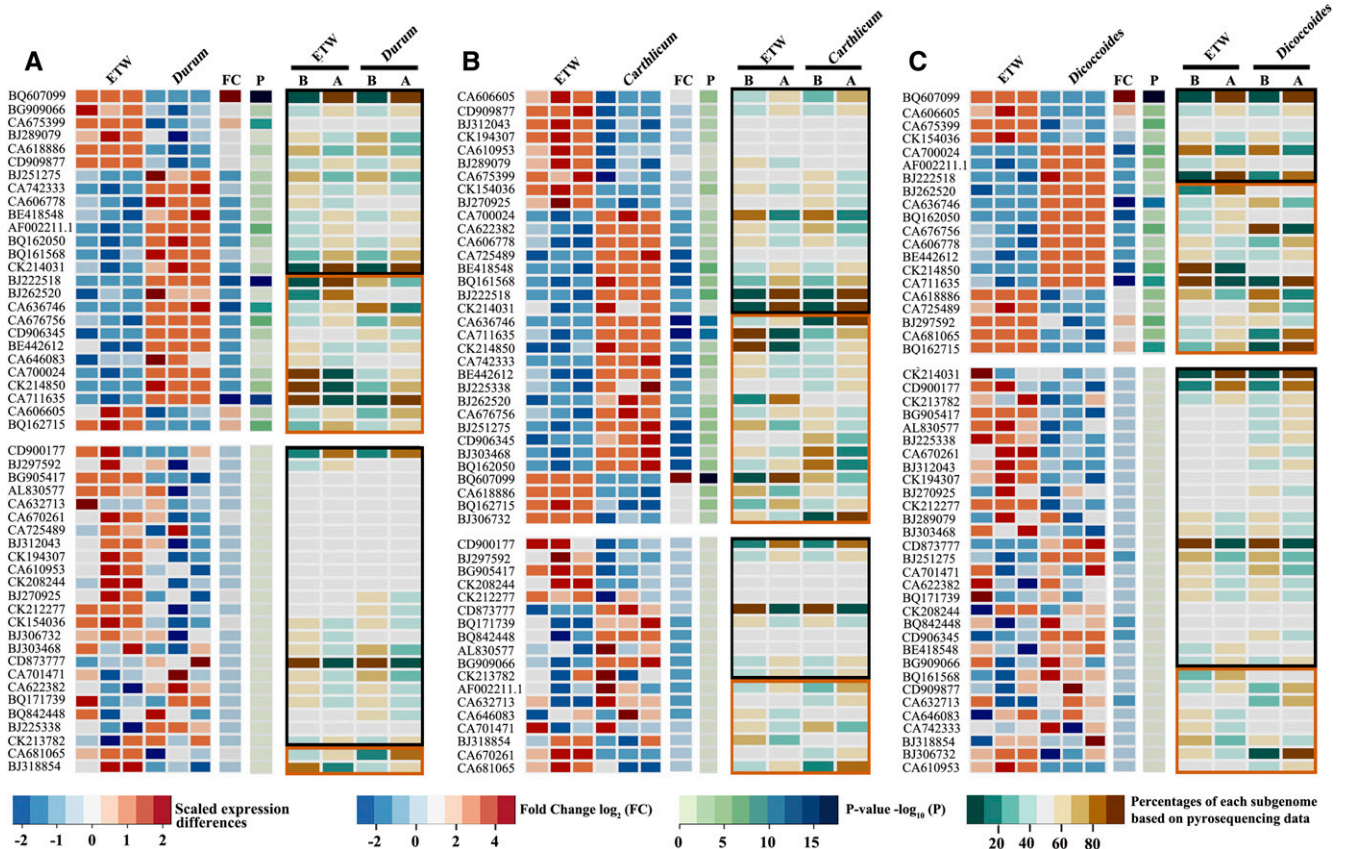 A
ETW
Durum
FC
P
ETW
Durum
B
A
B
A
BQ607099
BG909066
CA675399
BJ289079
CA618886
CD909877
BJ251275
CA742333
CA606778
BE418548
AF002211.1
BQ162050
BQ161568
CK214031
BJ222518
BJ262520
CA636746
CA676756
CD906345
BE442612
CA646083
CA700024
CK214850
CA711635
CA606605
BQ162715
CD900177
BJ297592
BG905417
AL830577
CA632713
CA670261
CA725489
BJ312043
CK194307
CA610953
CK208244
BJ270925
CK212277
CK154036
BJ306732
BJ303468
CD873777
CA701471
CA622382
BQ171739
BQ842448
BJ225338
CK213782
CA681065
BJ318854
B
ETW
Carthlicum
FC
P
ETW
Carthlicum
B
A
B
A
CA606605
CD909877
BJ312043
CK194307
CA610953
BJ289079
CA675399
CK154036
BJ270925
CA700024
CA622382
CA606778
CA725489
BE418548
BQ161568
BJ222518
CK214031
CA636746
CA711635
CK214850
CA742333
BE442612
BJ225338
BJ262520
CA676756
BJ251275
CD906345
BJ303468
BQ162050
BQ607099
CA618886
BQ162715
BJ306732
CD900177
BJ297592
BG905417
CK208244
CK212277
CD873777
BQ171739
BQ842448
AL830577
BG909066
CK213782
AF002211.1
CA632713
CA646083
CA701471
BJ318854
CA670261
CA681065
C
ETW
Dicoccoides
FC
P
ETW
Dicoccoides
B
A
B
A
BQ607099
CA606605
CA675399
CK154036
CA700024
AF002211.1
BJ222518
BJ262520
CA636746
BQ162050
CA676756
CA606778
BE442612
CK214850
CA711635
CA618886
CA725489
BJ297592
CA681065
BQ162715
CK214031
CD900177
CK213782
BG905417
AL830577
BJ225338
CA670261
BJ312043
CK194307
BJ270925
CK212277
BJ289079
BJ303468
CD873777
BJ251275
CA701471
CA622382
BQ171739
CK208244
BQ842448
CD906345
BE418548
BG909066
BQ161568
CD909877
CA632713
CA646083
CA742333
BJ318854
BJ306732
CA610953
-2 -1 0 1 2
Scaled expression
differences
-2 0 2 4
Fold Change log2 (FC)
0 5 10 15
P-value -log10 (P)
20 40 60 80
Percentages of each subgenome
based on pyrosequencing data